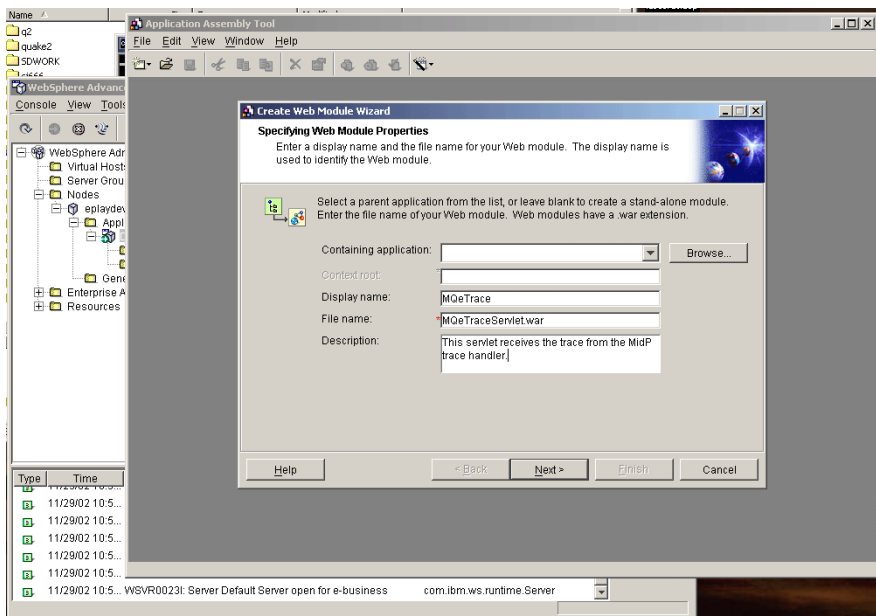 Name
Application Assembly Tool
q2
quake2
SDWORK
File Edit View Window Help
WebSphere Advanc
Console View Tools
WebSphere Adr
Virtual Host
Server Grou
Nodes
eplaydev
Appl
Gene
Enterprise A
Resources
Create Web Module Wizard
Specifying Web Module Properties
Enter a display name and the file name for your Web module. The display name is
used to identify the Web module.
Select a parent application from the list, or leave blank to create a stand-alone module.
Enter the file name of your Web module. Web modules have a .war extension.
Containing application:
Browse...
Context root:
Display name:
MQeTrace
File name:
*MQeTraceServlet.war
Description:
This servlet receives the trace from the MidP
trace handler.
Help
< Back
Next >
Finish
Cancel
Type Time
11/29/02 10:5...
11/29/02 10:5...
11/29/02 10:5...
11/29/02 10:5...
11/29/02 10:5...
11/29/02 10:5... WSVR0023I: Server Default Server open for e-business com.ibm.ws.runtime.Server